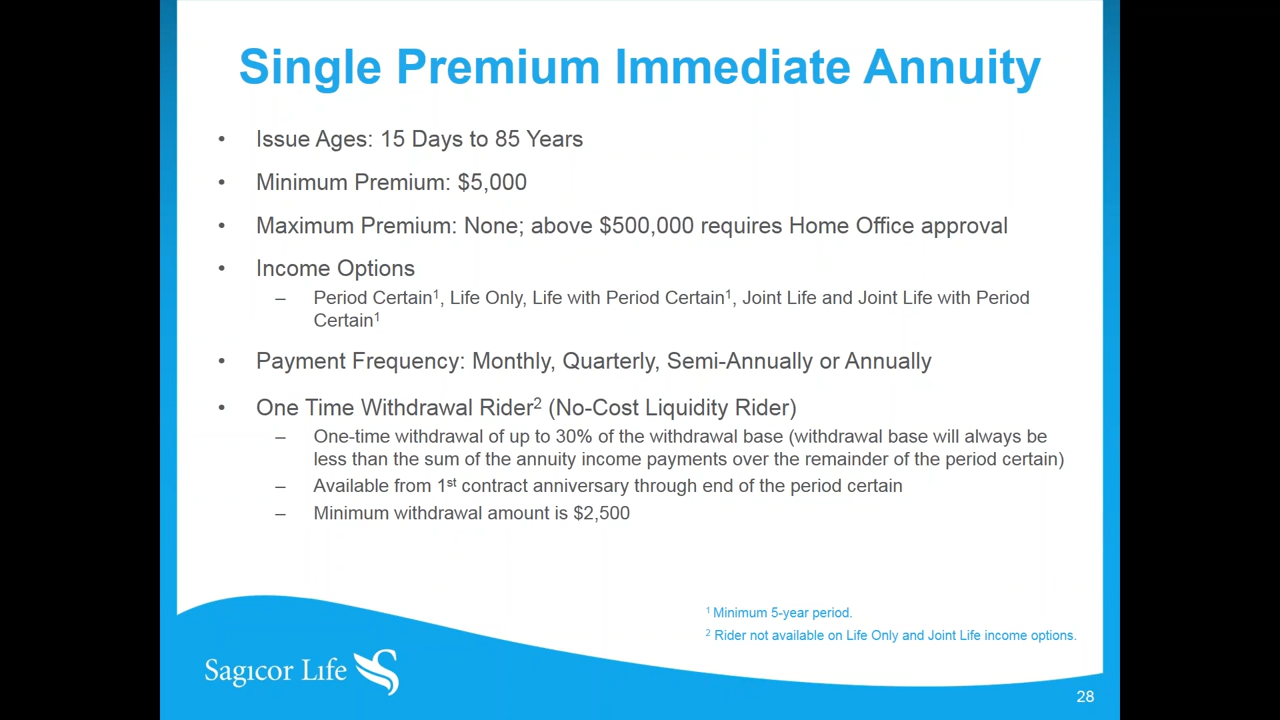 Single Premium Immediate Annuity
• Issue Ages: 15 Days to 85 Years
• Minimum Premium: $5,000
• Maximum Premium: None; above $500,000 requires Home Office approval
• Income Options
– Period Certain¹, Life Only, Life with Period Certain¹, Joint Life and Joint Life with Period
Certain¹
• Payment Frequency: Monthly, Quarterly, Semi-Annually or Annually
• One Time Withdrawal Rider² (No-Cost Liquidity Rider)
– One-time withdrawal of up to 30% of the withdrawal base (withdrawal base will always be
less than the sum of the annuity income payments over the remainder of the period certain)
– Available from 1st contract anniversary through end of the period certain
– Minimum withdrawal amount is $2,500
¹ Minimum 5-year period.
² Rider not available on Life Only and Joint Life income options.
Sagicor Life
28